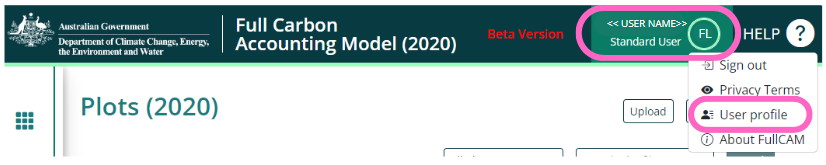 Australian Government
Department of Climate Change, Energy,
the Environment and Water
Full Carbon
Accounting Model (2020)
Beta Version
<< USER NAME>>
Standard User
FL
HELP ?
Sign out
Privacy Terms
User profile
About FullCAM
Plots (2020)
Upload